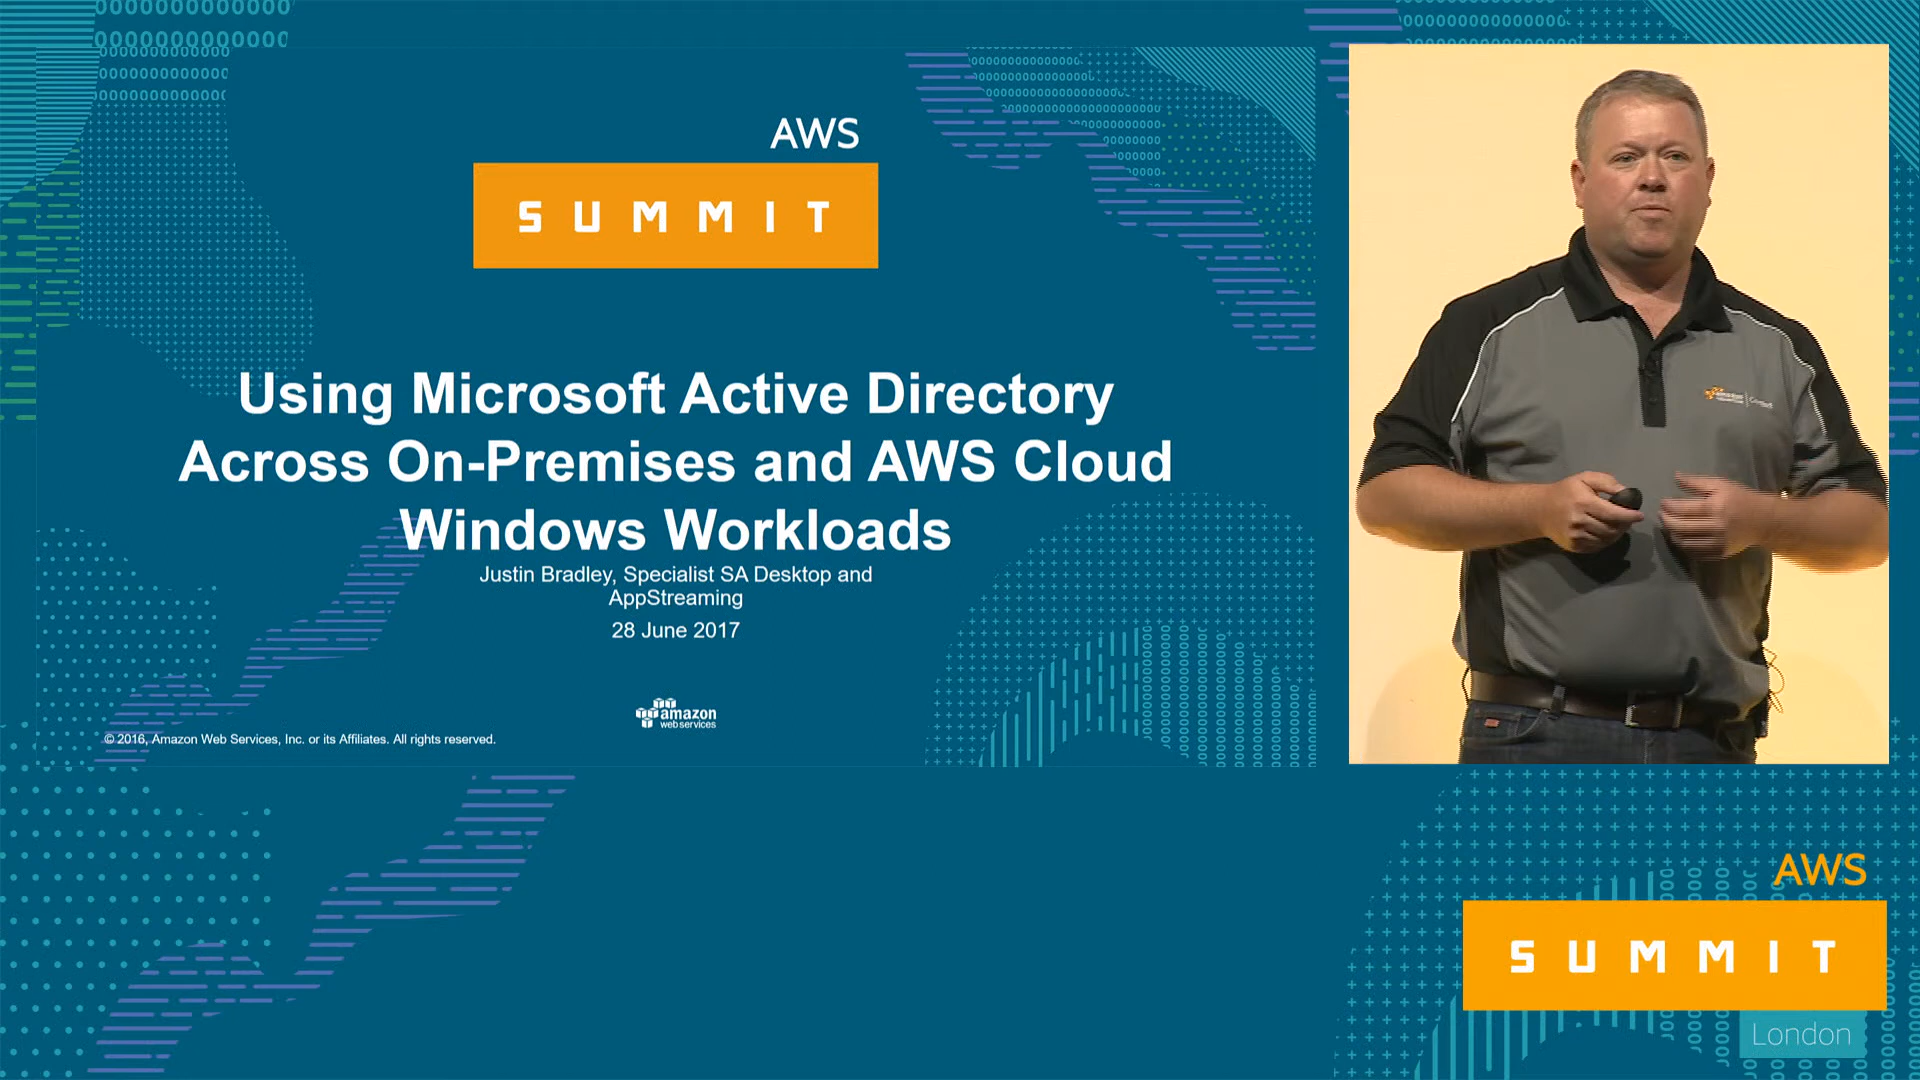 AWS
SUMMIT
Using Microsoft Active Directory
Across On-Premises and AWS Cloud
Windows Workloads
Justin Bradley, Specialist SA Desktop and
AppStreaming
28 June 2017
amazon
web services
© 2016, Amazon Web Services, Inc. or its Affiliates. All rights reserved.
AWS
SUMMIT
London